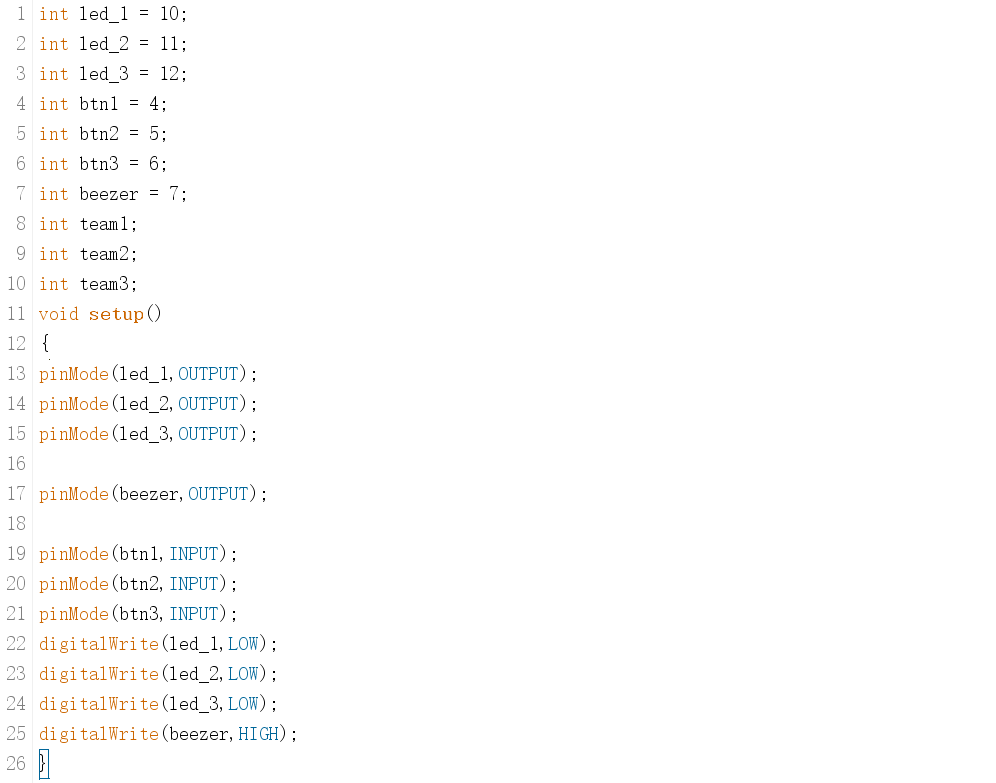 1 int led_1 = 10;
2 int led_2 = 11;
3 int led_3 = 12;
4 int btn1 = 4;
5 int btn2 = 5;
6 int btn3 = 6;
7 int beezer = 7;
8 int team1;
9 int team2;
10 int team3;
11 void setup()
12 {
13 pinMode(led_1,OUTPUT);
14 pinMode(led_2,OUTPUT);
15 pinMode(led_3,OUTPUT);
16
17 pinMode(beezer,OUTPUT);
18
19 pinMode(btn1,INPUT);
20 pinMode(btn2,INPUT);
21 pinMode(btn3,INPUT);
22 digitalWrite(led_1,LOW);
23 digitalWrite(led_2,LOW);
24 digitalWrite(led_3,LOW);
25 digitalWrite(beezer,HIGH);
26 }